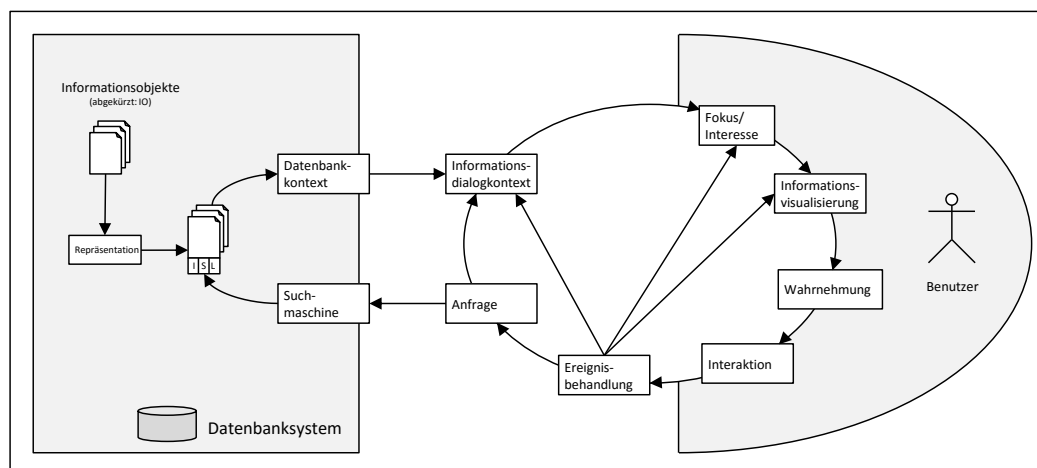 Informationsobjekte
(abgekürzt: IO)
Repräsentation
I S L
Datenbank-
kontext
Such-
maschine
Datenbanksystem
Informations-
dialogkontext
Anfrage
Ereignis-
behandlung
Fokus/
Interesse
Informations-
visualisierung
Wahrnehmung
Interaktion
Benutzer